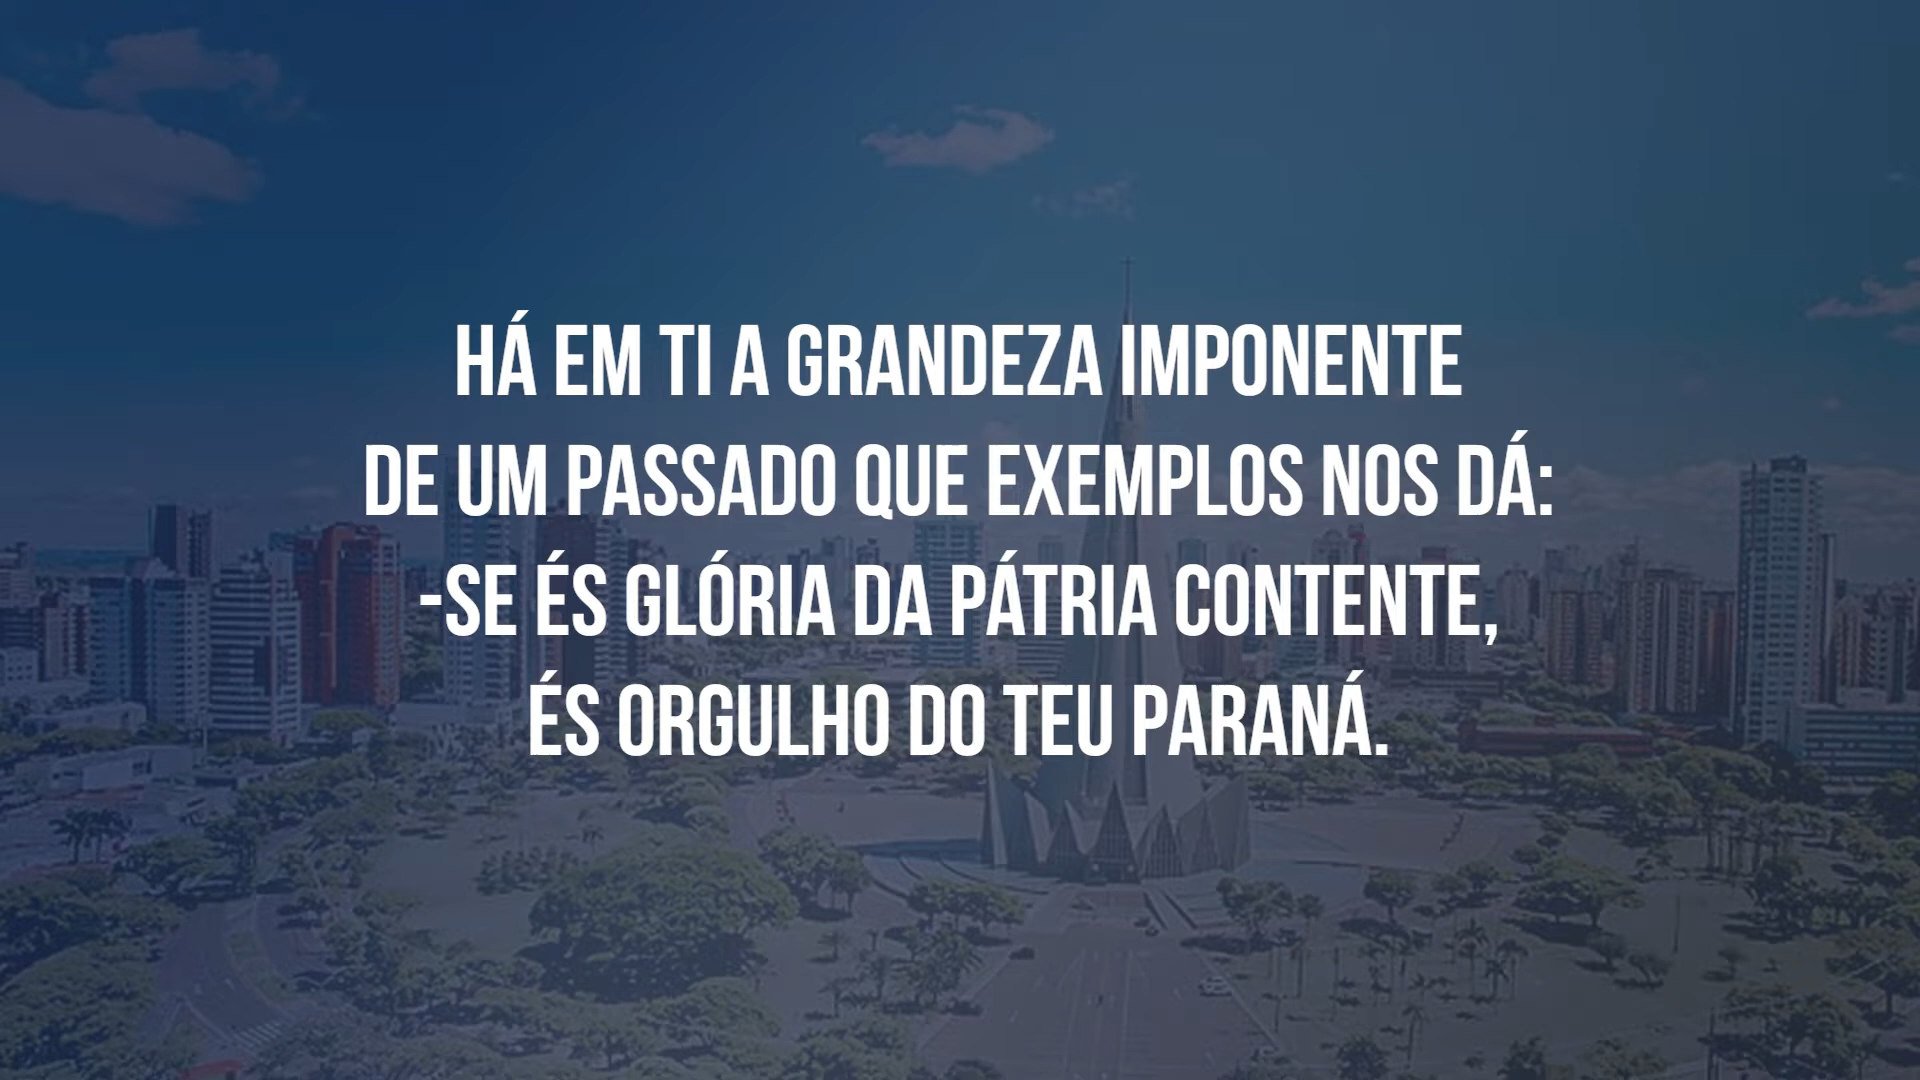 HÁ EM TI A GRANDEZA IMPONENTE
DE UM PASSADO QUE EXEMPLOS NOS DÁ:
-SE ÉS GLÓRIA DA PÁTRIA CONTENTE,
ÉS ORGULHO DO TEU PARANÁ.